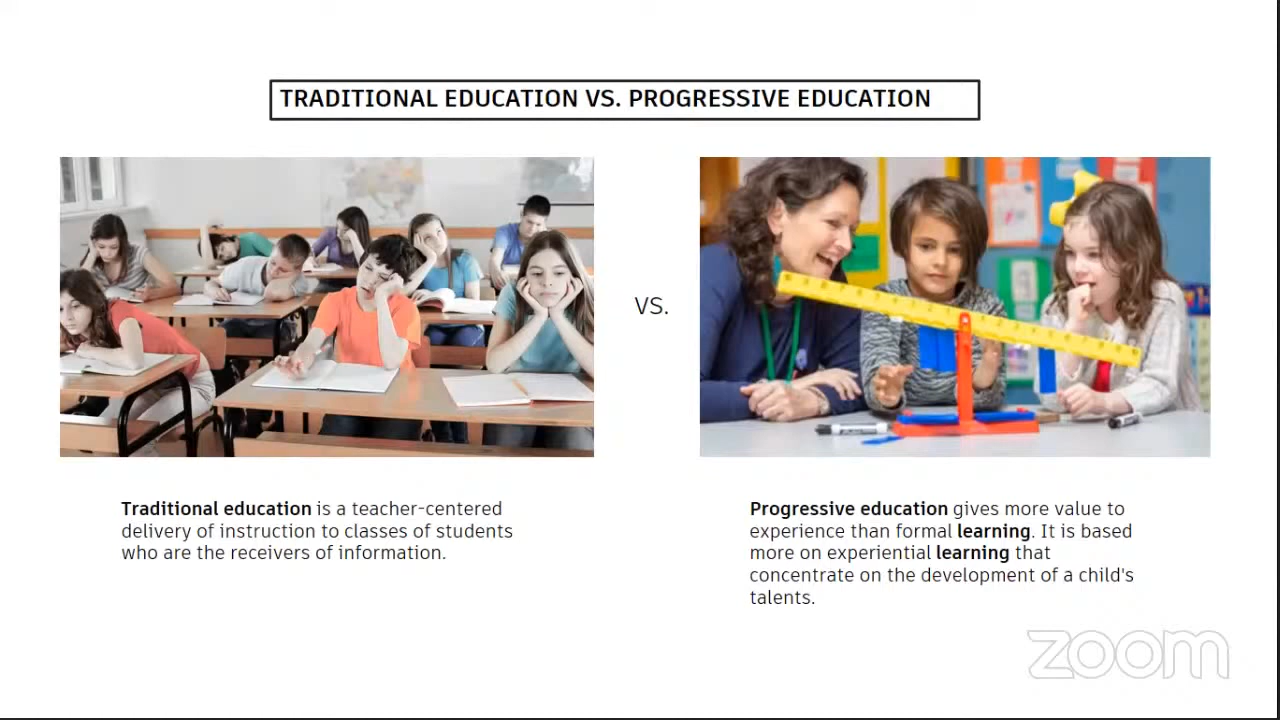 TRADITIONAL EDUCATION VS. PROGRESSIVE EDUCATION
VS.
Traditional education is a teacher-centered
delivery of instruction to classes of students
who are the receivers of information.
Progressive education gives more value to
experience than formal learning. It is based
more on experiential learning that
concentrate on the development of a child's
talents.
zoom